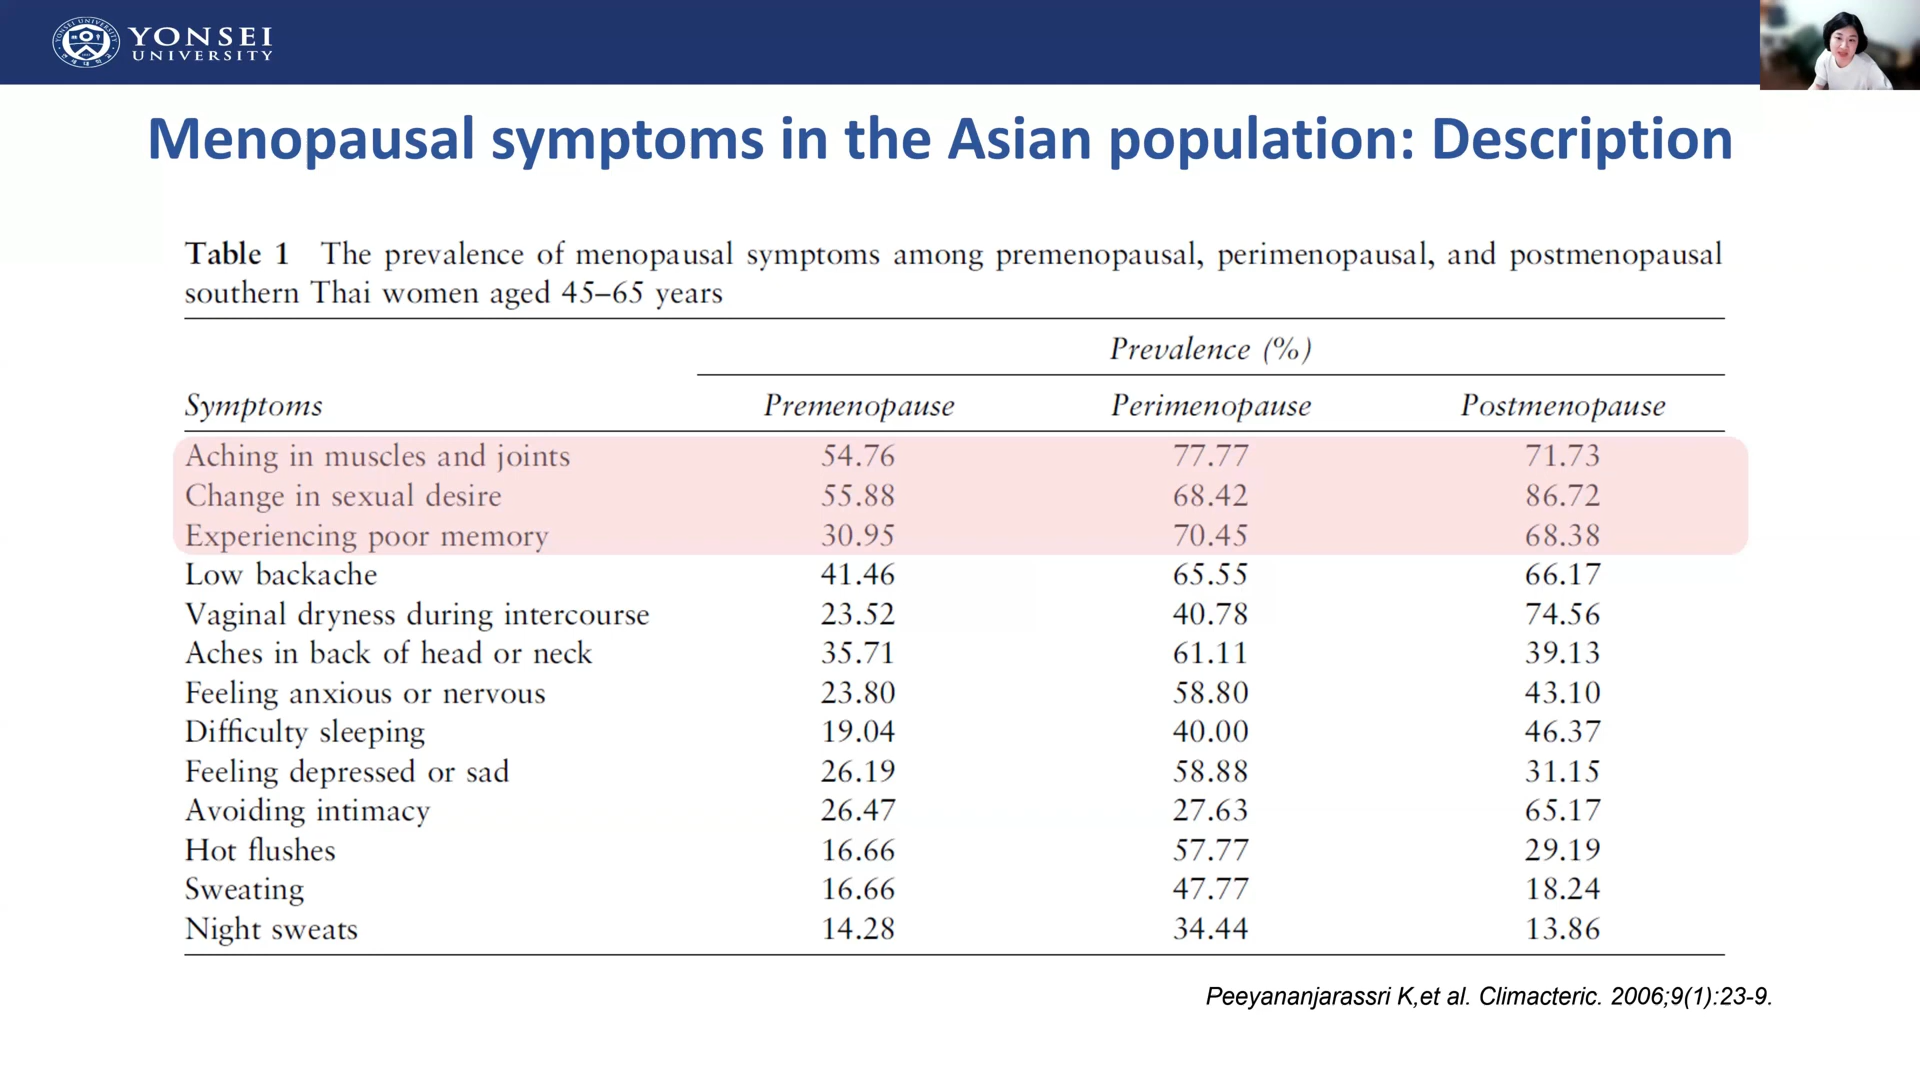 YONSEI
UNIVERSITY
Menopausal symptoms in the Asian population: Description
Table 1 The prevalence of menopausal symptoms among premenopausal, perimenopausal, and postmenopausal
southern Thai women aged 45–65 years
Prevalence (%)
Symptoms Premenopause Perimenopause Postmenopause
Aching in muscles and joints 54.76 77.77 71.73
Change in sexual desire 55.88 68.42 86.72
Experiencing poor memory 30.95 70.45 68.38
Low backache 41.46 65.55 66.17
Vaginal dryness during intercourse 23.52 40.78 74.56
Aches in back of head or neck 35.71 61.11 39.13
Feeling anxious or nervous 23.80 58.80 43.10
Difficulty sleeping 19.04 40.00 46.37
Feeling depressed or sad 26.19 58.88 31.15
Avoiding intimacy 26.47 27.63 65.17
Hot flushes 16.66 57.77 29.19
Sweating 16.66 47.77 18.24
Night sweats 14.28 34.44 13.86
Peeyananjarassri K,et al. Climacteric. 2006;9(1):23-9.